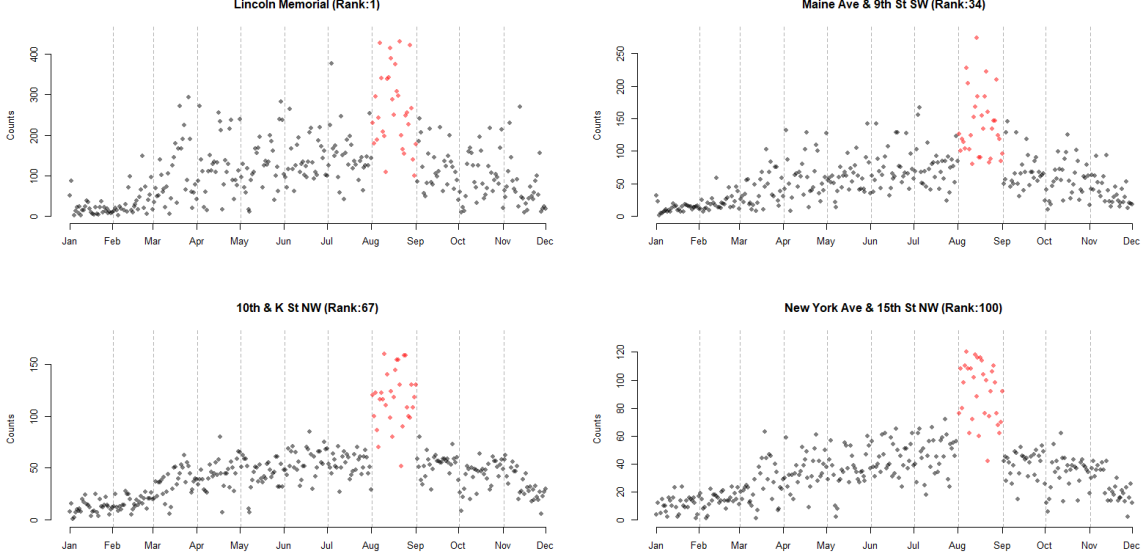 Lincoln Memorial (Rank:1)
Counts
400
300
200
100
0
Jan Feb Mar Apr May Jun Jul Aug Sep Oct Nov Dec
Maine Ave & 9th St SW (Rank:34)
Counts
250
200
150
100
50
0
Jan Feb Mar Apr May Jun Jul Aug Sep Oct Nov Dec
10th & K St NW (Rank:67)
Counts
150
100
50
0
Jan Feb Mar Apr May Jun Jul Aug Sep Oct Nov Dec
New York Ave & 15th St NW (Rank:100)
Counts
120
100
80
60
40
20
0
Jan Feb Mar Apr May Jun Jul Aug Sep Oct Nov Dec